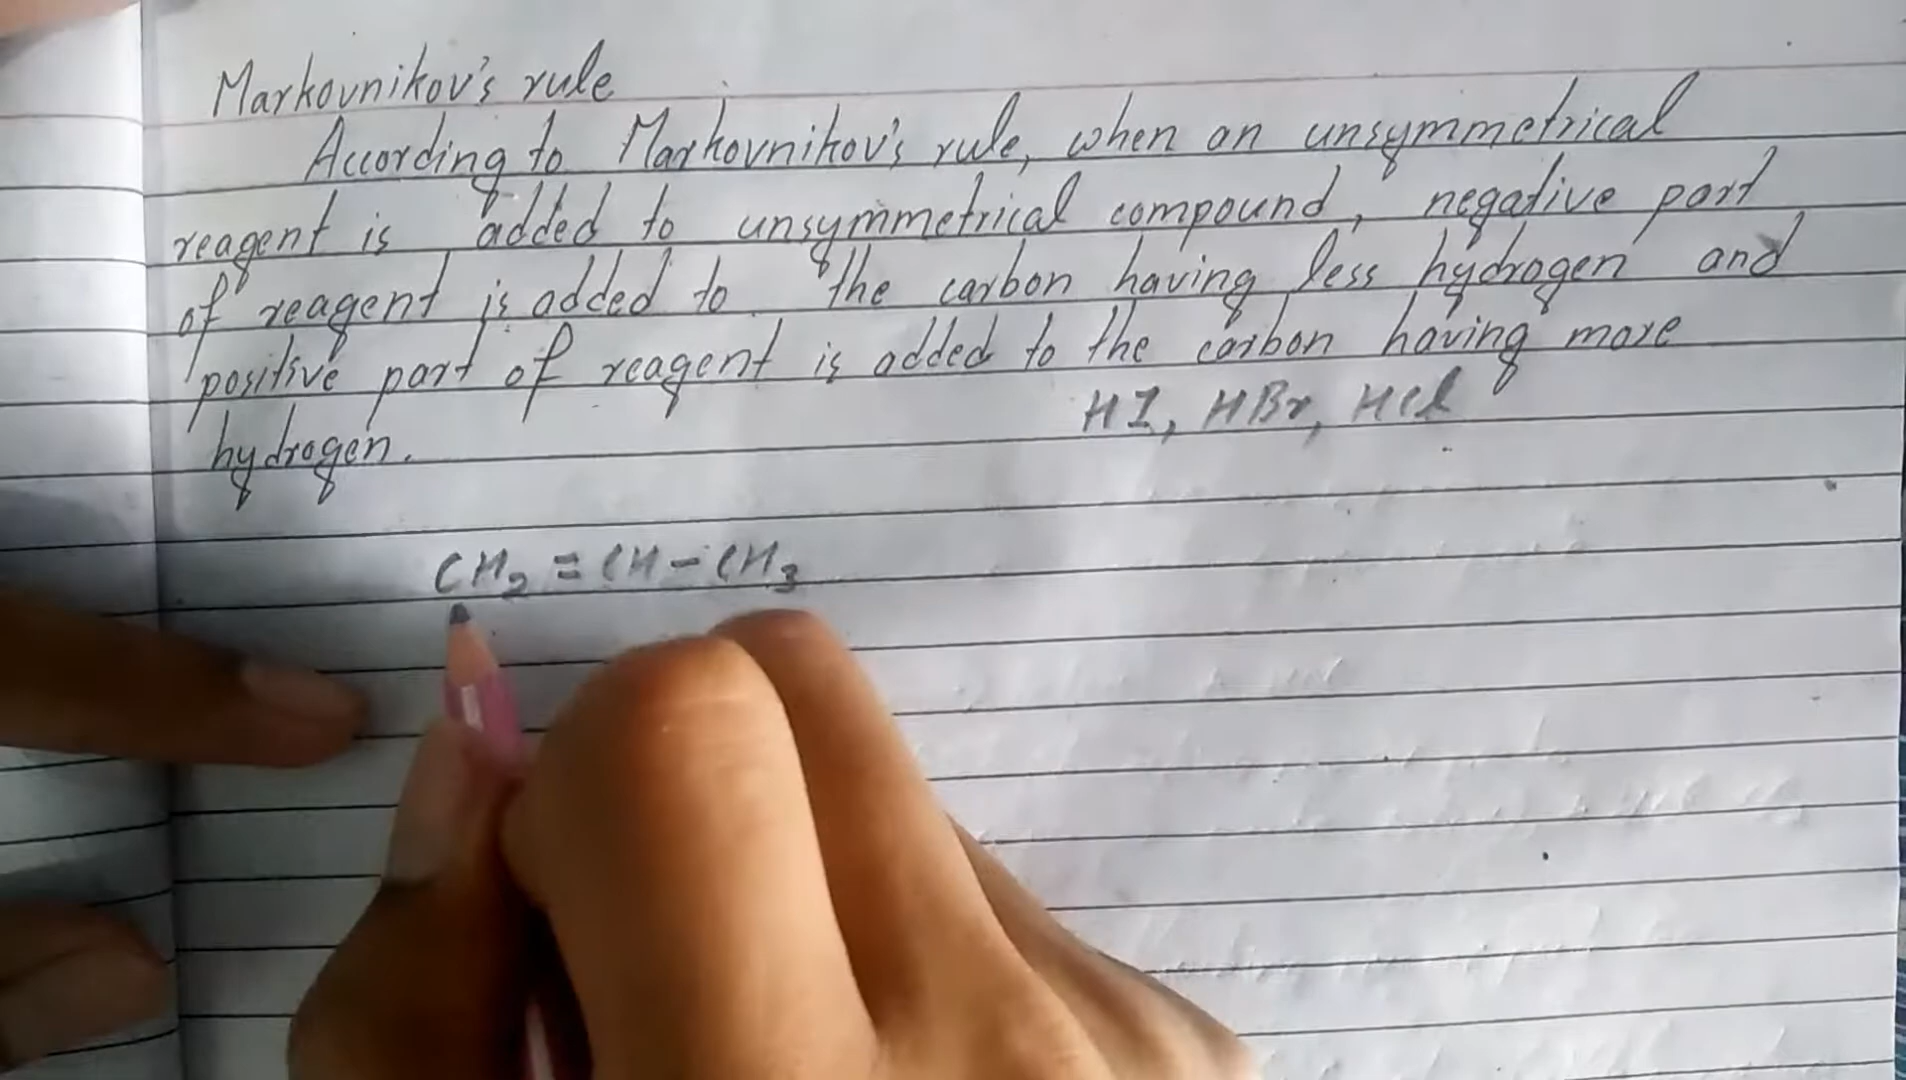 Markovnikov's rule
According to Markovnikov's rule, when an unsymmetrical
reagent is added to unsymmetrical compound, negative part
of reagent is added to the carbon having less hydrogen and
positive part of reagent is added to the carbon having more
hydrogen.
HI, HBr, HCl
CH₂ = CH - CH₃